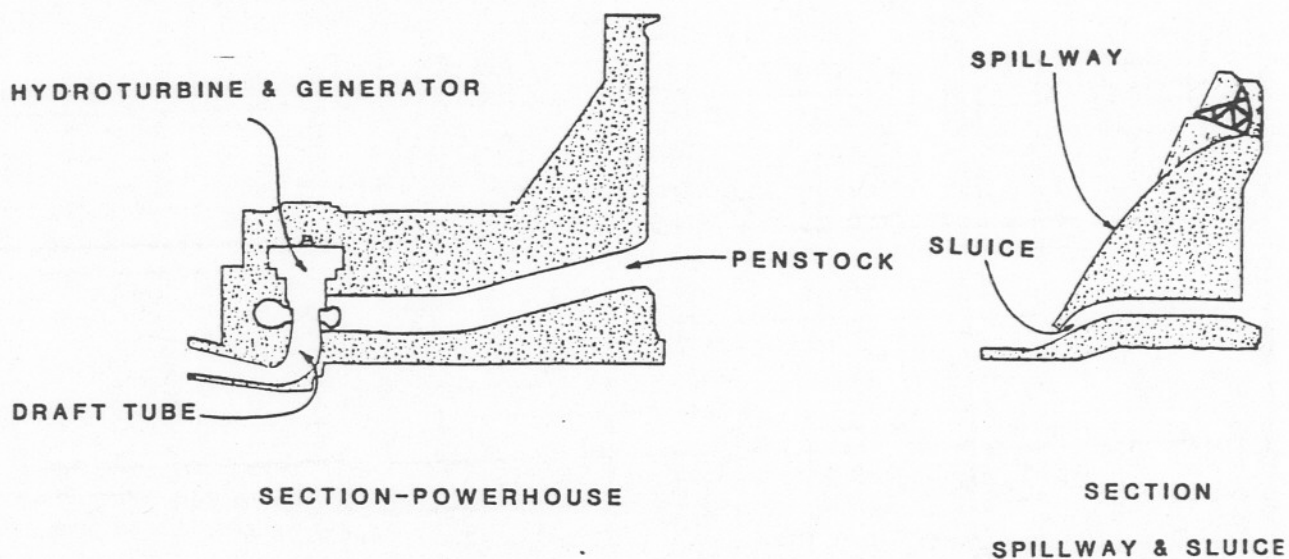 HYDROTURBINE & GENERATOR
PENSTOCK
DRAFT TUBE
SECTION-POWERHOUSE
SPILLWAY
SLUICE
SECTION
SPILLWAY & SLUICE